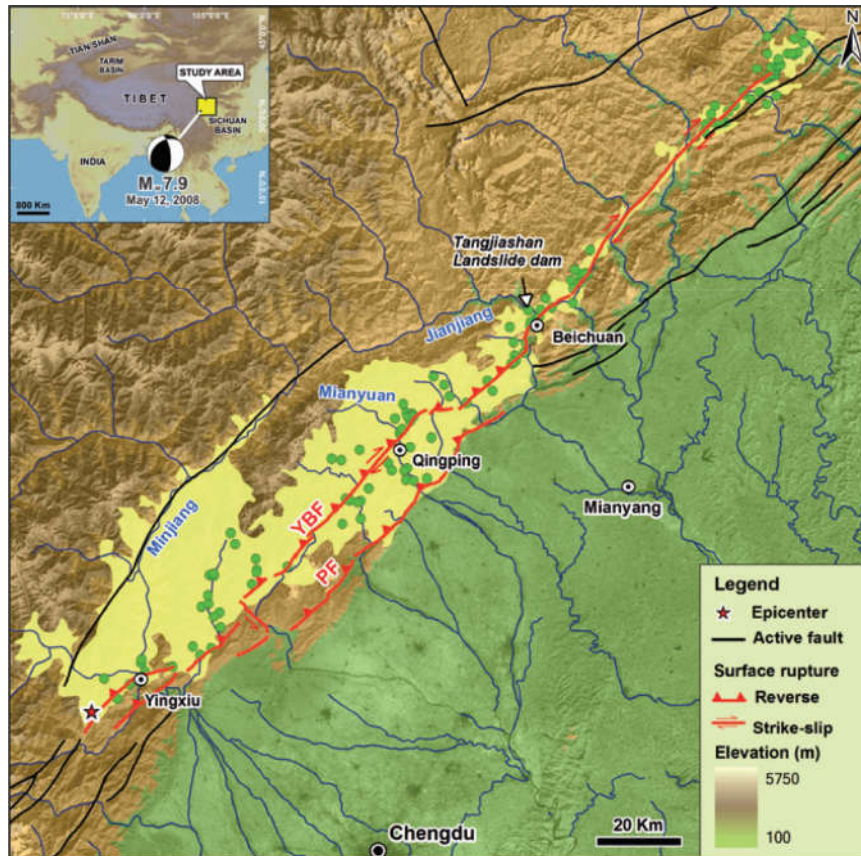 N
TIAN SHAN
TARIM
BASIN
STUDY AREA
TIBET
SICHUAN
BASIN
INDIA
Mw7.9
May 12, 2008
800 Km
Tangjiashan
Landslide dam
Jianjiang
Beichuan
Mianyuan
Qingping
Mianyang
YBF
Minjiang
PF
Yingxiu
Chengdu
20 Km
Legend
Epicenter
Active fault
Surface rupture
Reverse
Strike-slip
Elevation (m)
5750
100